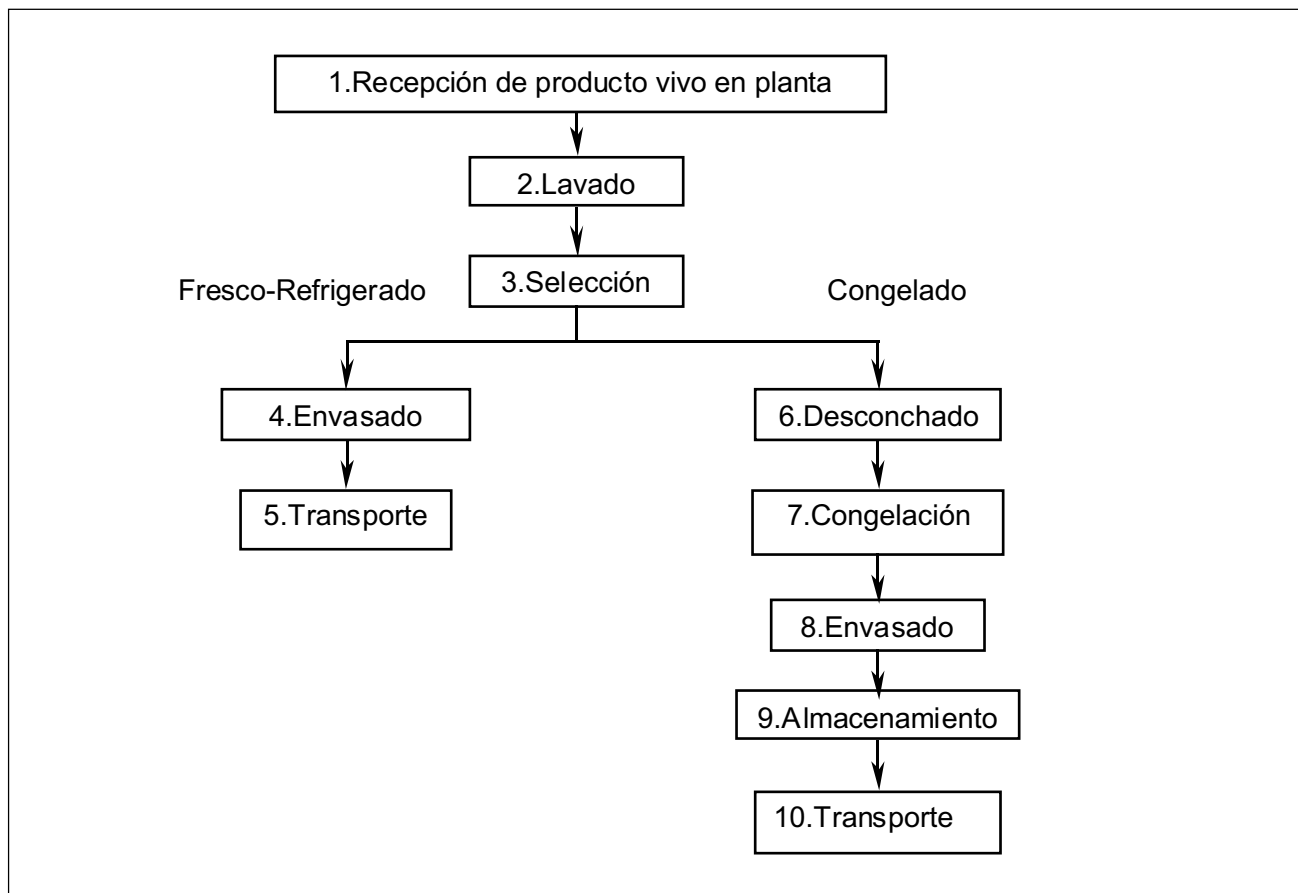 1.Recepción de producto vivo en planta
2.Lavado
3.Selección
Fresco-Refrigerado
Congelado
4.Envasado
5.Transporte
6.Desconchado
7.Congelación
8.Envasado
9.Almacenamiento
10.Transporte